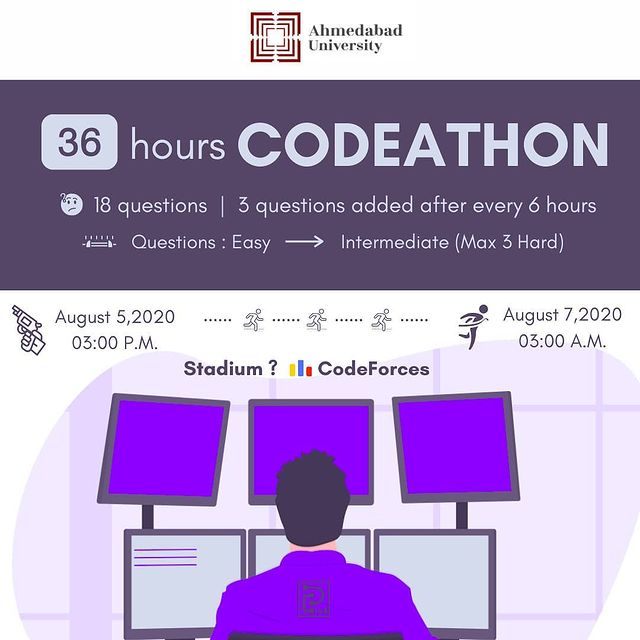 Ahmedabad
University
36 hours CODEATHON
18 questions | 3 questions added after every 6 hours
Questions : Easy → Intermediate (Max 3 Hard)
August 5,2020
03:00 P.M.
August 7,2020
03:00 A.M.
Stadium ? CodeForces